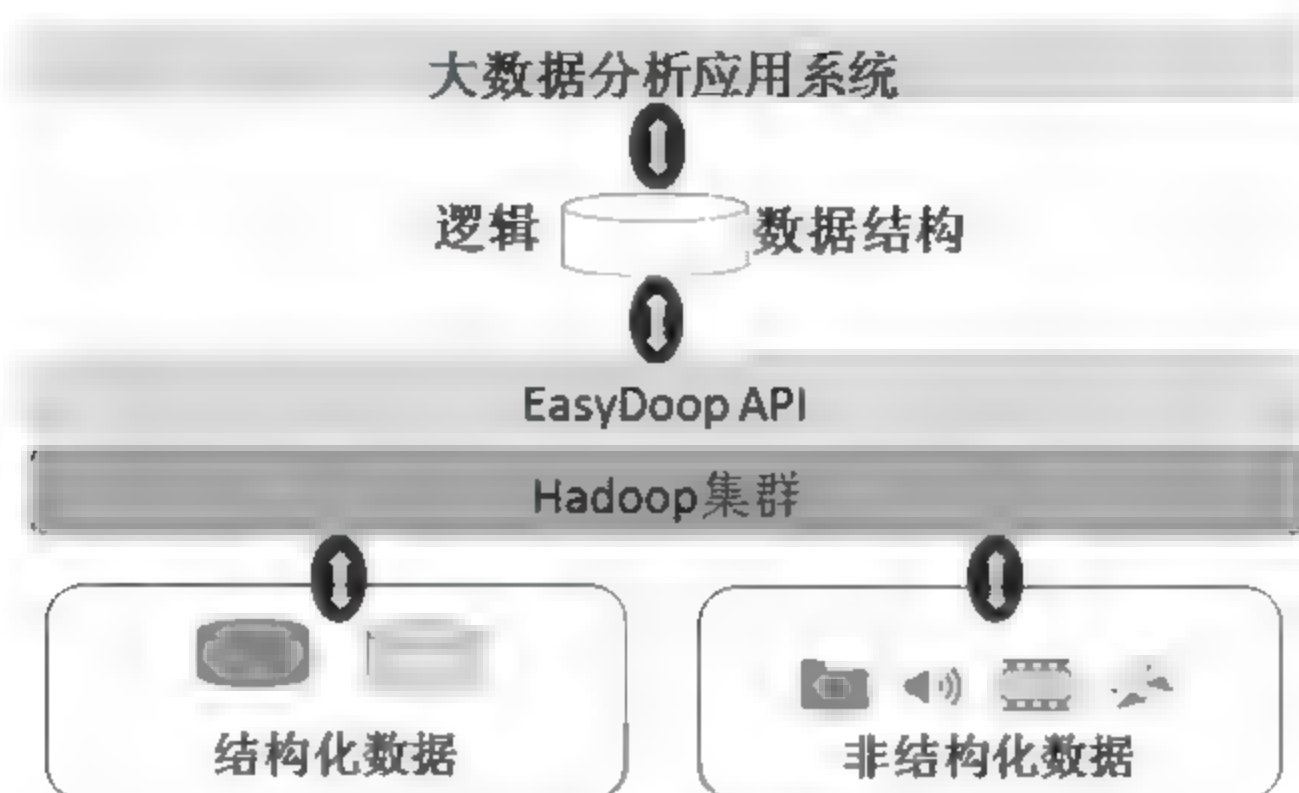 大数据分析应用系统
逻辑 数据结构
EasyDoop API
Hadoop集群
结构化数据
非结构化数据